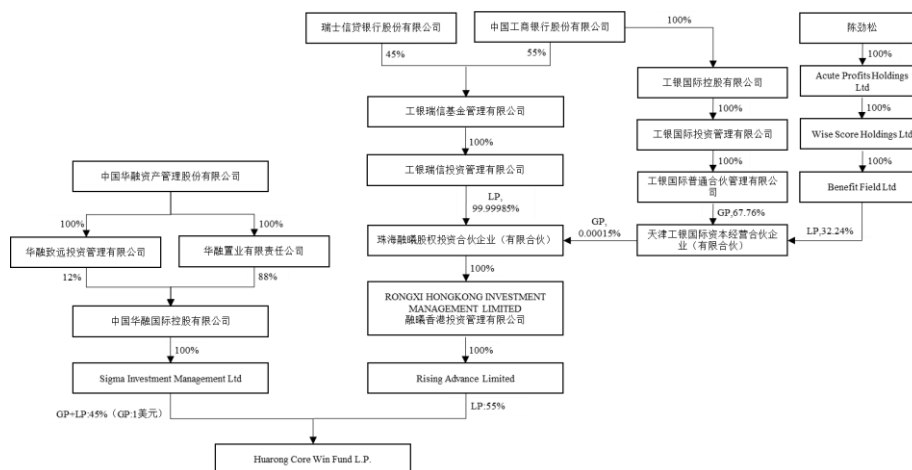 瑞士信贷银行股份有限公司
中国工商银行股份有限公司
100%
陈劲松
45%
55%
100%
工银国际控股有限公司
Acute Profits Holdings
Ltd
工银瑞信基金管理有限公司
100%
100%
工银国际投资管理有限公司
Wise Score Holdings Ltd
100%
100%
100%
中国华融资产管理股份有限公司
工银瑞信投资管理有限公司
工银国际普通合伙管理有限公
司
Benefit Field Ltd
LP,
99.99985%
GP,67.76%
100%
100%
GP,
0.00015%
LP,32.24%
华融致远投资管理有限公司
华融置业有限责任公司
珠海融曦股权投资合伙企业（有限合伙）
天津工银国际资本经营合伙企
业（有限合伙）
12%
88%
100%
中国华融国际控股有限公司
RONGXI HONGKONG INVESTMENT
MANAGEMENT LIMITED
融曦香港投资管理有限公司
100%
100%
Sigma Investment Management Ltd
Rising Advance Limited
GP+LP:45%（GP:1美元）
LP:55%
Huarong Core Win Fund L.P.